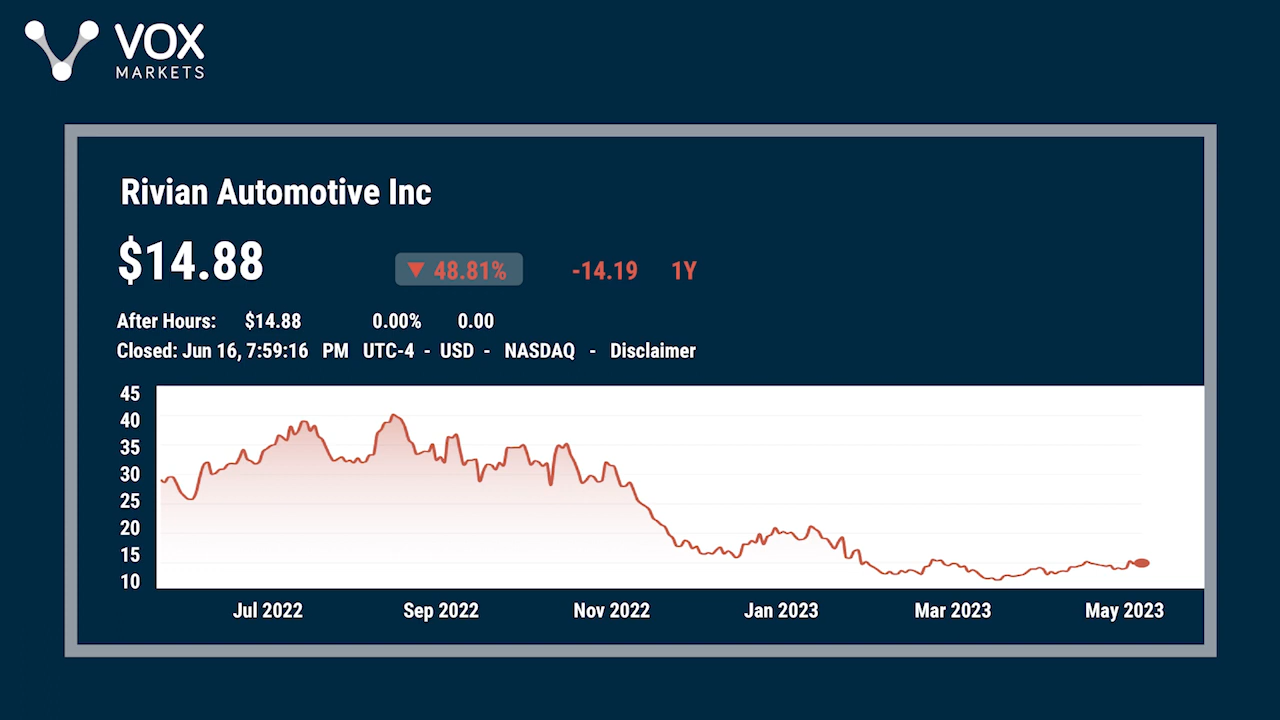 VOX
MARKETS
Rivian Automotive Inc
$14.88 ▼ 48.81% -14.19 1Y
After Hours: $14.88 0.00% 0.00
Closed: Jun 16, 7:59:16 PM UTC-4 - USD - NASDAQ - Disclaimer
45
40
35
30
25
20
15
10
Jul 2022 Sep 2022 Nov 2022 Jan 2023 Mar 2023 May 2023